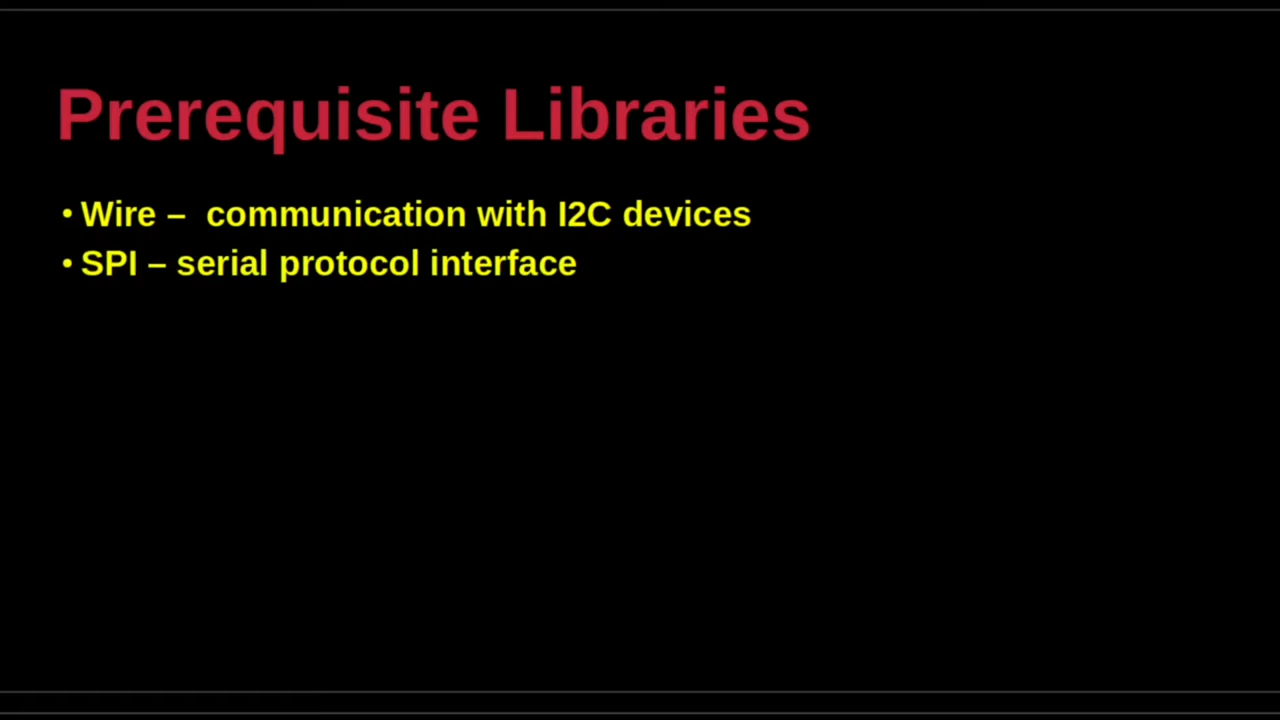 Prerequisite Libraries
• Wire –  communication with I2C devices
• SPI – serial protocol interface